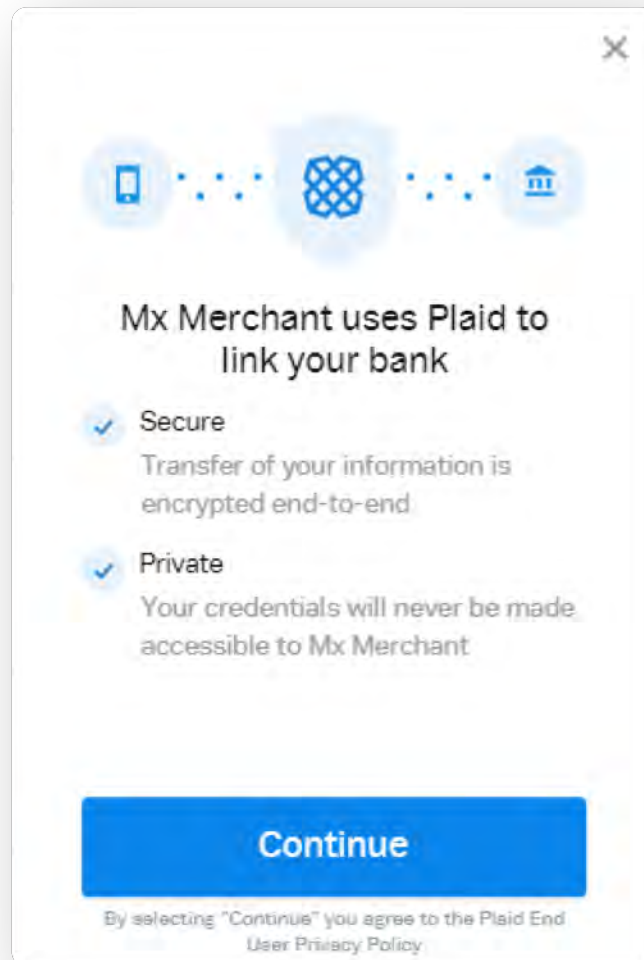 Mx Merchant uses Plaid to
link your bank
Secure
Transfer of your information is
encrypted end-to-end
Private
Your credentials will never be made
accessible to Mx Merchant
Continue
By selecting "Continue" you agree to the Plaid End
User Privacy Policy